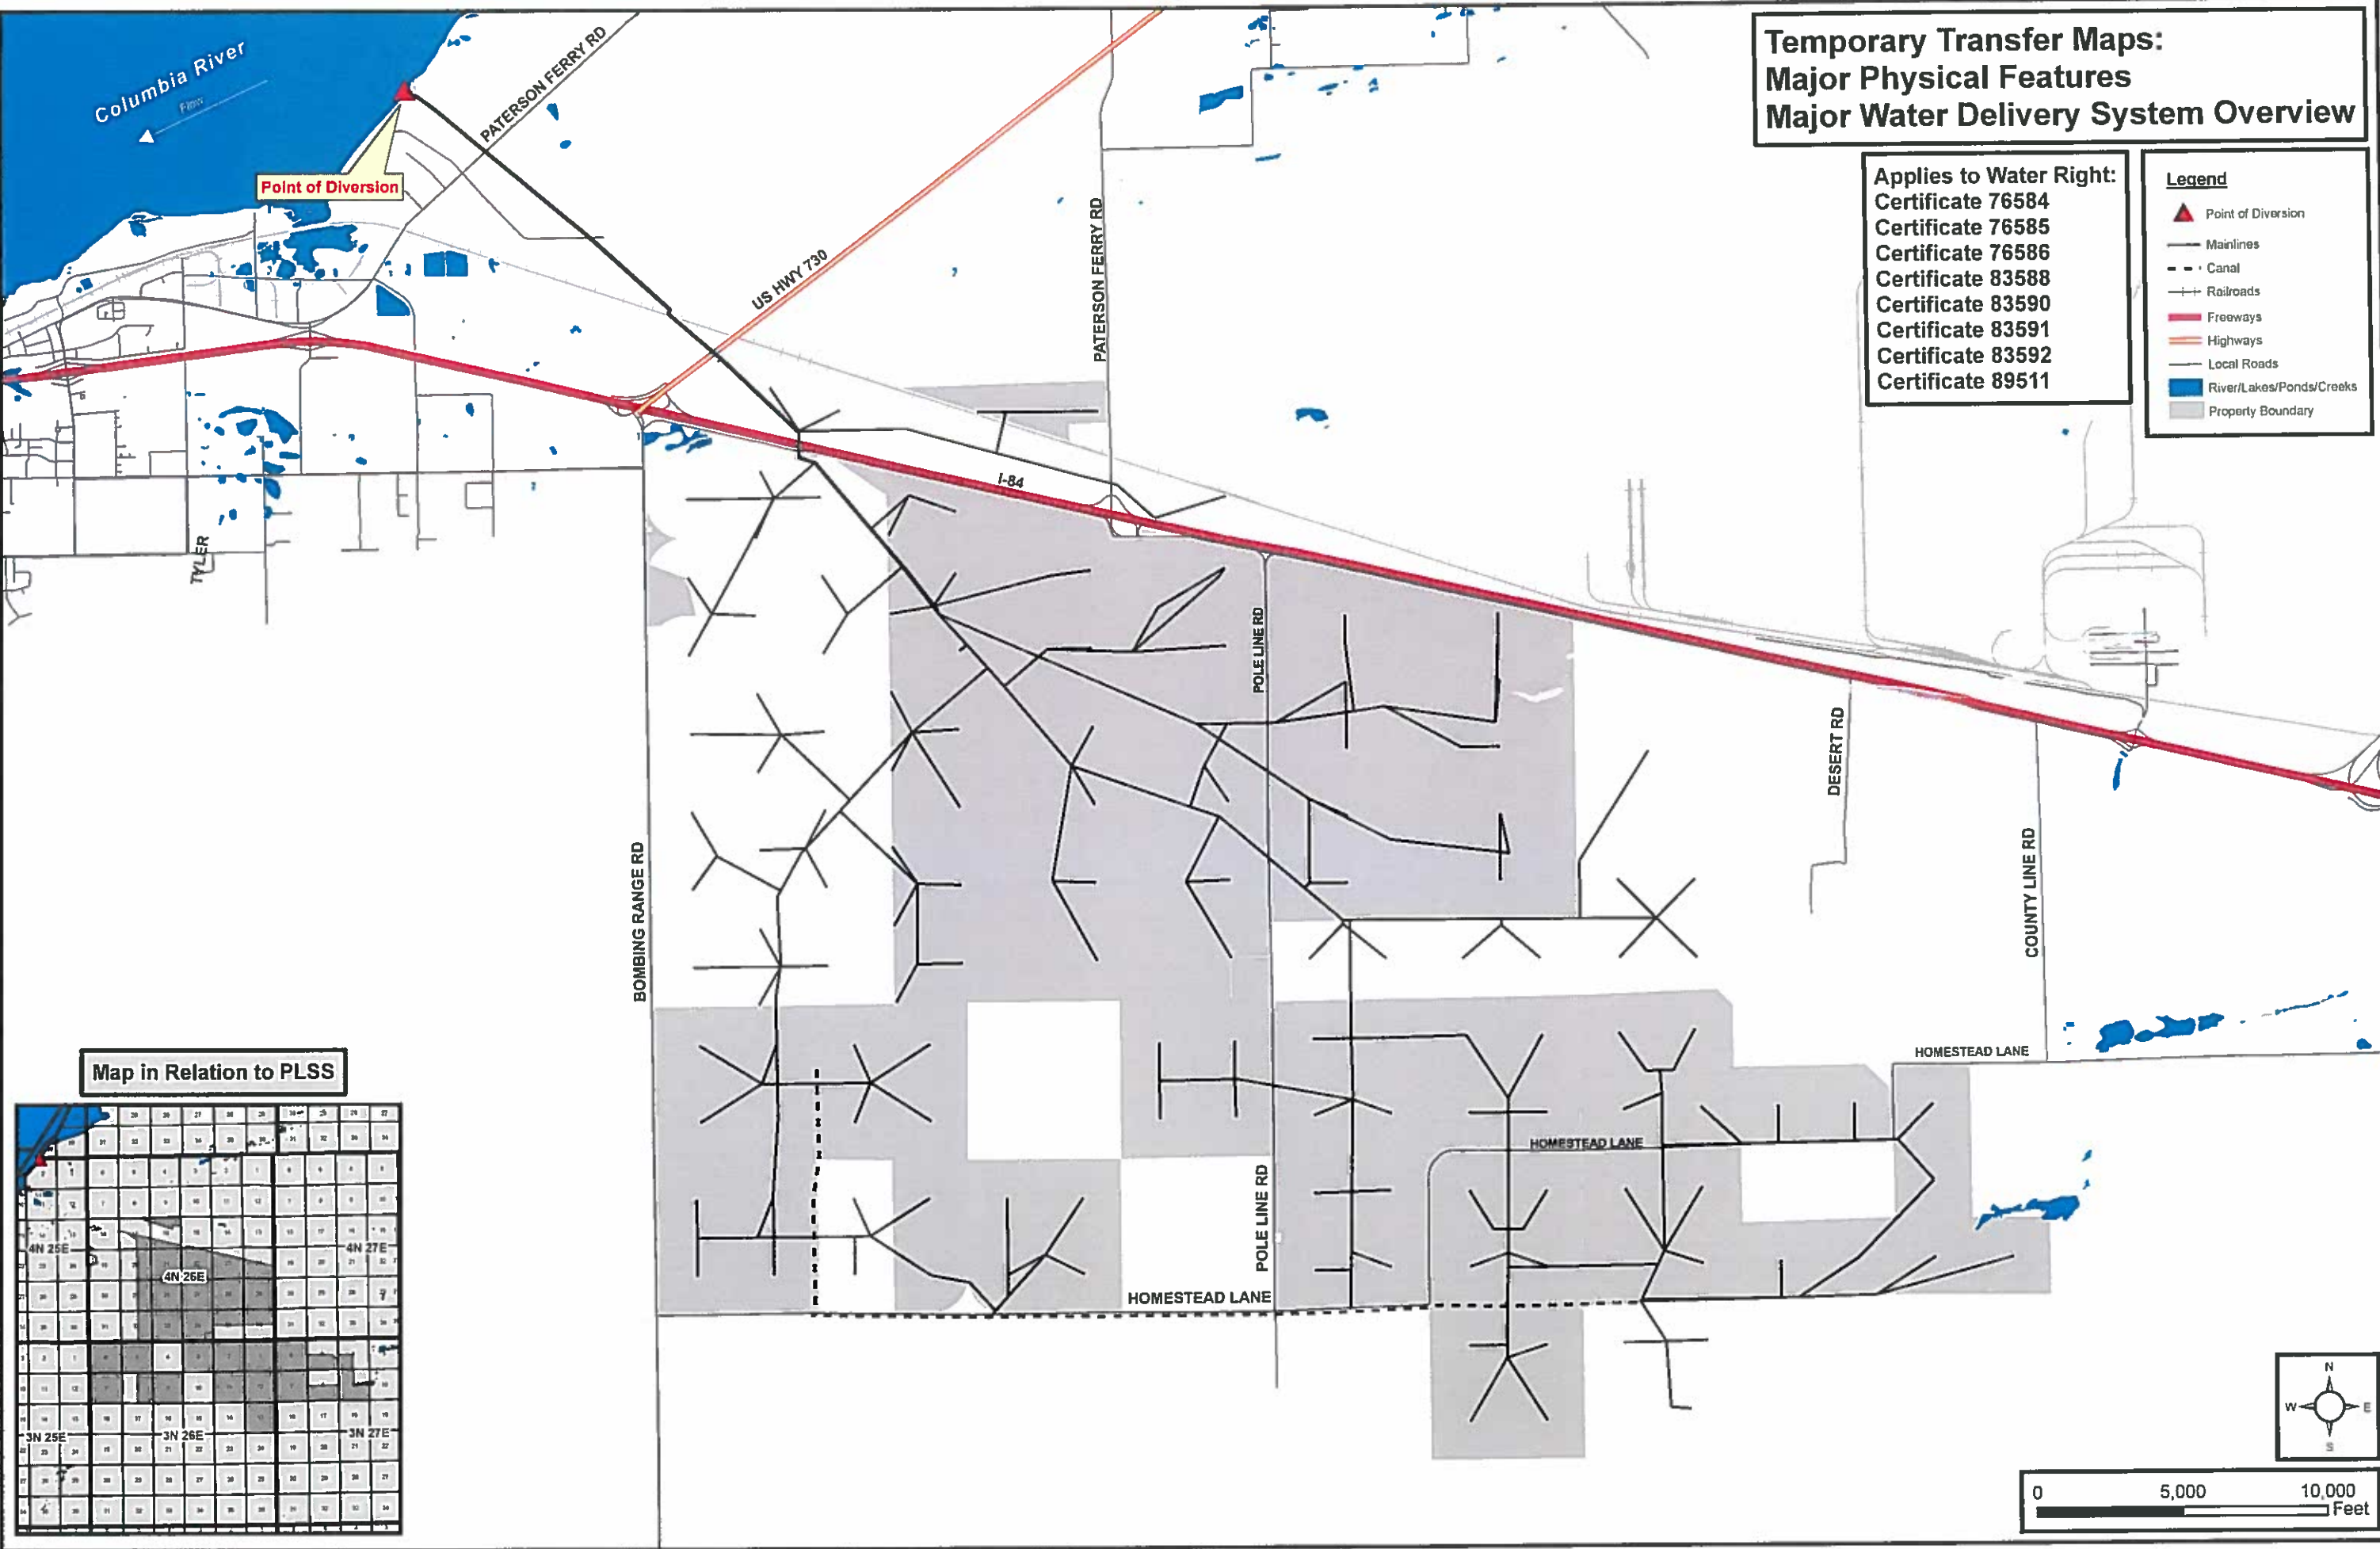 Temporary Transfer Maps:
Major Physical Features
Major Water Delivery System Overview
Applies to Water Right:
Certificate 76584
Certificate 76585
Certificate 76586
Certificate 83588
Certificate 83590
Certificate 83591
Certificate 83592
Certificate 89511
Legend
Point of Diversion
Mainlines
Canal
Railroads
Freeways
Highways
Local Roads
River/Lakes/Ponds/Creeks
Property Boundary
Columbia River
Flow
Point of Diversion
PATERSON FERRY RD
US HWY 730
PATERSON FERRY RD
I-84
TYLER
POLE LINE RD
DESERT RD
BOMBING RANGE RD
COUNTY LINE RD
HOMESTEAD LANE
HOMESTEAD LANE
POLE LINE RD
HOMESTEAD LANE
Map in Relation to PLSS
4N 25E
4N 26E
4N 27E
3N 25E
3N 26E
3N 27E
N
W E
S
0 5,000 10,000
Feet